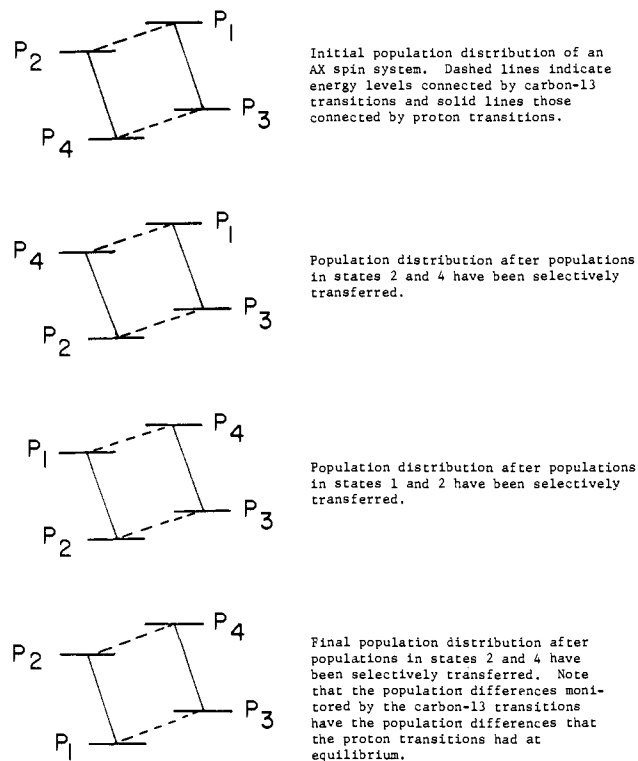 P1
P2
Initial population distribution of an
AX spin system. Dashed lines indicate
energy levels connected by carbon-13
transitions and solid lines those
connected by proton transitions.
P3
P4
P1
P4
Population distribution after populations
in states 2 and 4 have been selectively
transferred.
P3
P2
P4
P1
Population distribution after populations
in states 1 and 2 have been selectively
transferred.
P3
P2
P4
P2
Final population distribution after
populations in states 2 and 4 have
been selectively transferred. Note
that the population differences moni-
tored by the carbon-13 transitions
have the population differences that
the proton transitions had at
equilibrium.
P3
P1